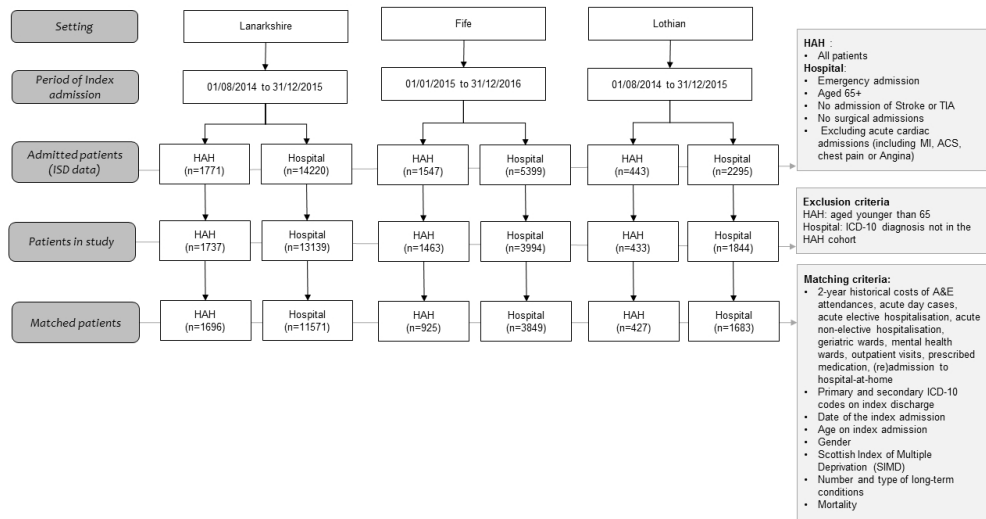 Setting
Lanarkshire
Fife
Lothian
Period of Index
admission
01/08/2014 to 31/12/2015
01/01/2015 to 31/12/2016
01/08/2014 to 31/12/2015
HAH :
• All patients
Hospital:
• Emergency admission
• Aged 65+
• No admission of Stroke or TIA
• No surgical admissions
• Excluding acute cardiac
admissions (including MI, ACS,
chest pain or Angina)
Admitted patients
(ISD data)
HAH
(n=1771)
Hospital
(n=14220)
HAH
(n=1547)
Hospital
(n=5399)
HAH
(n=443)
Hospital
(n=2295)
Patients in study
HAH
(n=1737)
Hospital
(n=13139)
HAH
(n=1463)
Hospital
(n=3994)
HAH
(n=433)
Hospital
(n=1844)
Exclusion criteria
HAH: aged younger than 65
Hospital: ICD-10 diagnosis not in the
HAH cohort
Matched patients
HAH
(n=1696)
Hospital
(n=11571)
HAH
(n=925)
Hospital
(n=3849)
HAH
(n=427)
Hospital
(n=1683)
Matching criteria:
• 2-year historical costs of A&E
attendances, acute day cases,
acute elective hospitalisation, acute
non-elective hospitalisation,
geriatric wards, mental health
wards, outpatient visits, prescribed
medication, (re)admission to
hospital-at-home
• Primary and secondary ICD-10
codes on index discharge
• Date of the index admission
• Age on index admission
• Gender
• Scottish Index of Multiple
Deprivation (SIMD)
• Number and type of long-term
conditions
• Mortality